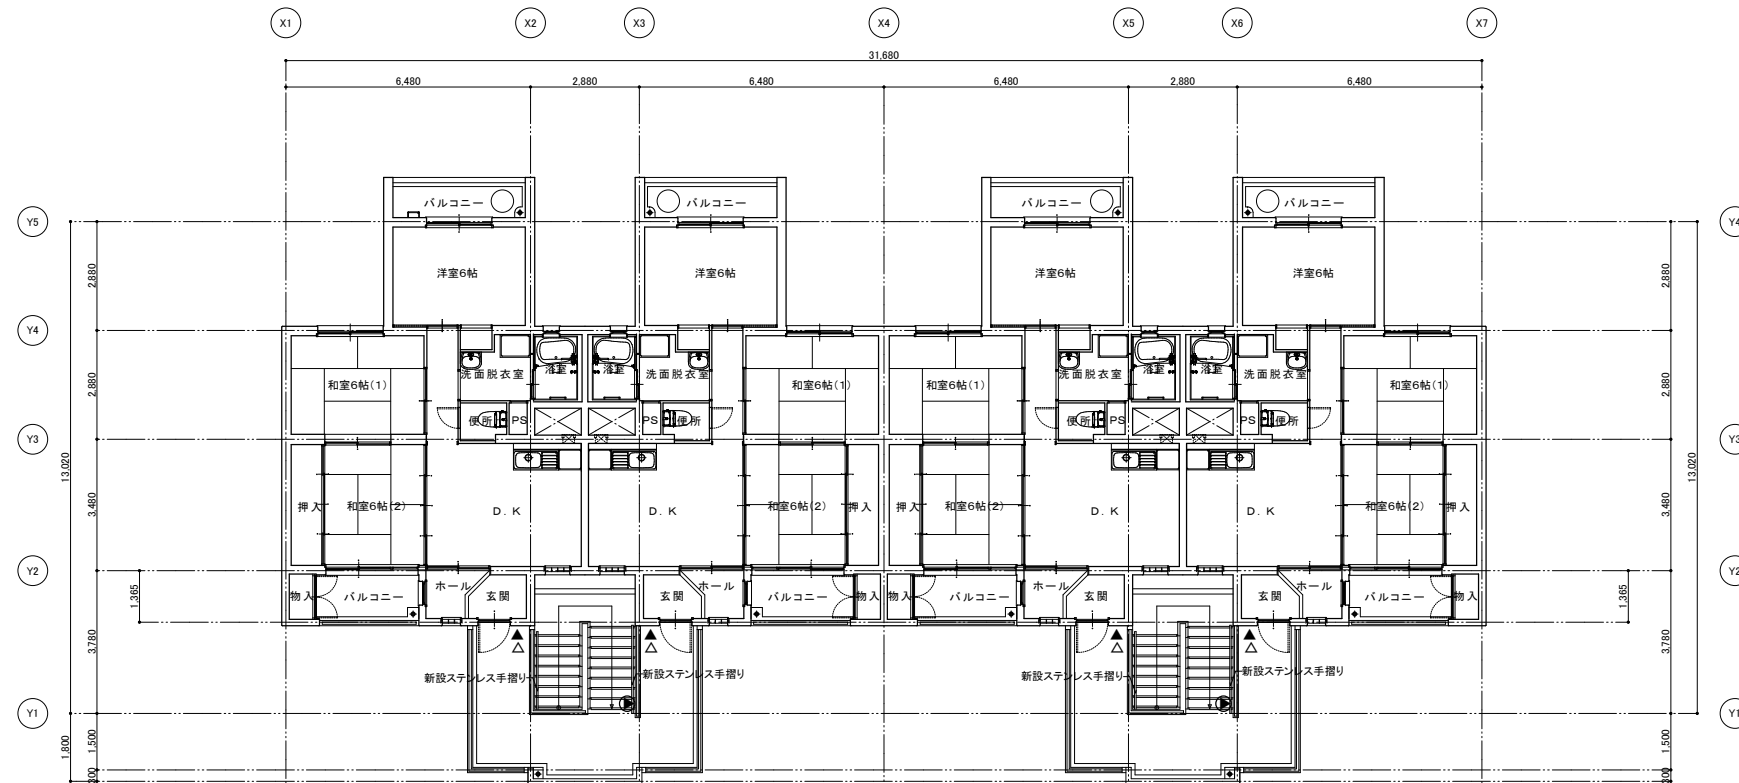 X1 X2 X3 X4 X5 X6 X7
31,680
6,480 2,880 6,480 6,480 2,880 6,480
バルコニー バルコニー バルコニー バルコニー
Y5 Y4
2,880 洋室6帖 洋室6帖 洋室6帖 洋室6帖 2,880
Y4
浴室 浴室 浴室 浴室
洗面脱衣室 洗面脱衣室 洗面脱衣室 洗面脱衣室
2,880 和室6帖(1) 和室6帖(1) 和室6帖(1) 和室6帖(1) 2,880
便所 PS PS 便所 便所 PS PS 便所
Y3 Y3
13,020 13,020
3,480 押入 和室6帖(2) D.K D.K 和室6帖(2) 押入 押入 和室6帖(2) D.K D.K 和室6帖(2) 押入 3,480
Y2 Y2
ホール ホール ホール ホール
1,365 物入 バルコニー 玄関 玄関 バルコニー 物入 物入 バルコニー 玄関 玄関 バルコニー 物入 1,365
3,780 3,780
新設ステンレス手摺り 新設ステンレス手摺り 新設ステンレス手摺り 新設ステンレス手摺り
Y1 Y1
1,800 1,500 1,500
300 300